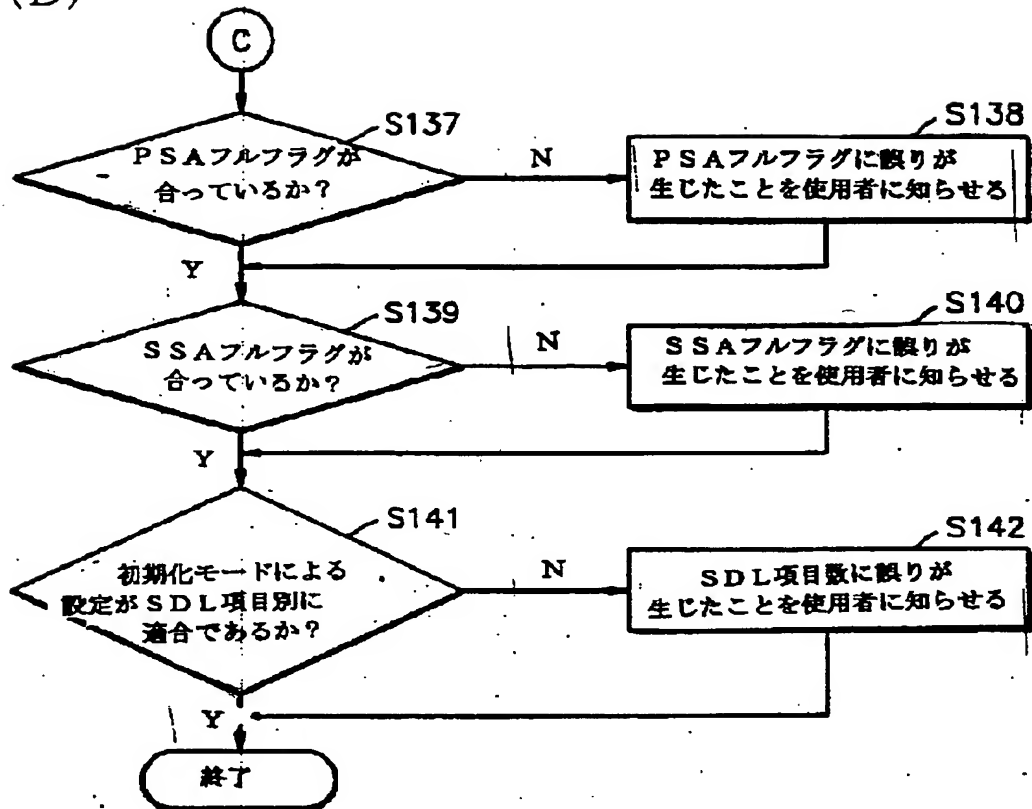 (D)
C
S137
PSAフルフラグが
合っているか?
N
S138
PSAフルフラグに誤りが
生じたことを使用者に知らせる
Y
S139
SSAフルフラグが
合っているか?
N
S140
SSAフルフラグに誤りが
生じたことを使用者に知らせる
Y
S141
初期化モードによる
設定がSDL項目別に
適合であるか?
N
S142
SDL項目数に誤りが
生じたことを使用者に知らせる
Y
終了